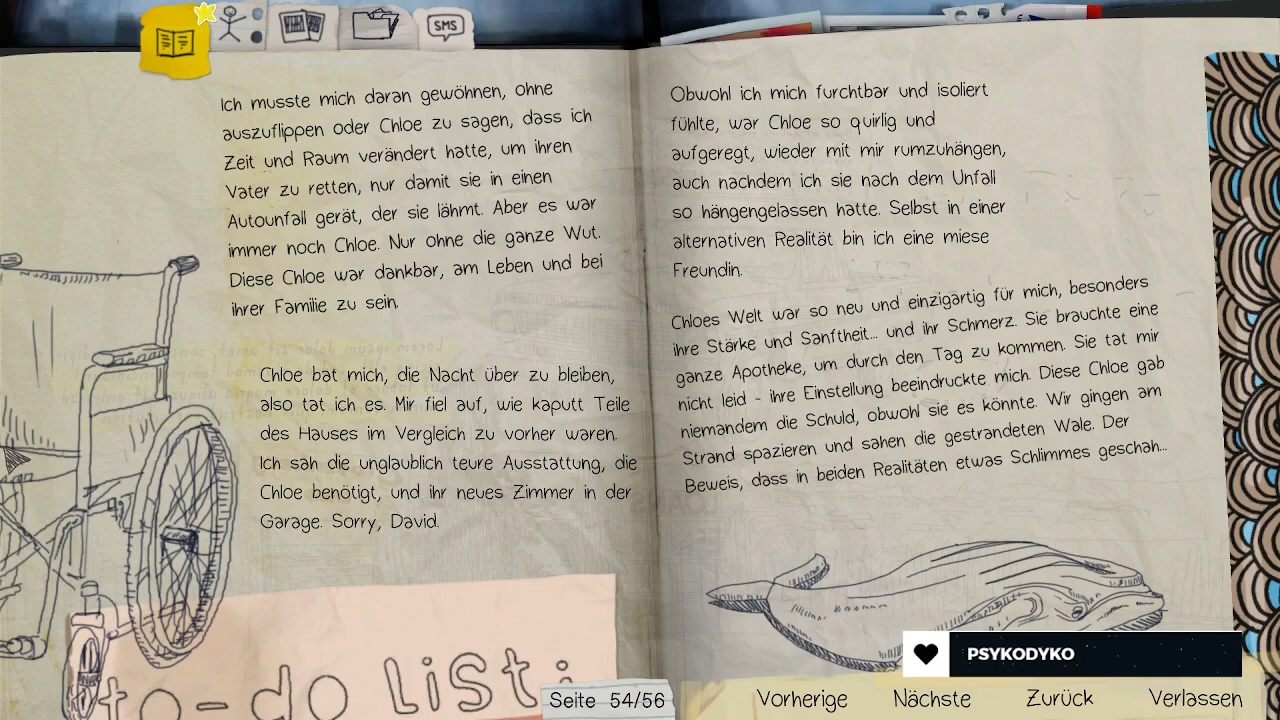 SMS
Ich musste mich daran gewöhnen, ohne
auszuflippen oder Chloe zu sagen, dass ich
Zeit und Raum verändert hatte, um ihren
Vater zu retten, nur damit sie in einen
Autounfall gerät, der sie lähmt. Aber es war
immer noch Chloe. Nur ohne die ganze Wut.
Diese Chloe war dankbar, am Leben und bei
ihrer Familie zu sein.
Chloe bat mich, die Nacht über zu bleiben,
also tat ich es. Mir fiel auf, wie kaputt Teile
des Hauses im Vergleich zu vorher waren.
Ich sah die unglaublich teure Ausstattung, die
Chloe benötigt, und ihr neues Zimmer in der
Garage. Sorry, David.
to-do list:
Obwohl ich mich furchtbar und isoliert
fühlte, war Chloe so quirlig und
aufgeregt, wieder mit mir rumzuhängen,
auch nachdem ich sie nach dem Unfall
so hängengelassen hatte. Selbst in einer
alternativen Realität bin ich eine miese
Freundin.
Chloes Welt war so neu und einzigartig für mich, besonders
ihre Stärke und Sanftheit... und ihr Schmerz. Sie brauchte eine
ganze Apotheke, um durch den Tag zu kommen. Sie tat mir
nicht leid - ihre Einstellung beeindruckte mich. Diese Chloe gab
niemandem die Schuld, obwohl sie es könnte. Wir gingen am
Strand spazieren und sahen die gestrandeten Wale. Der
Beweis, dass in beiden Realitäten etwas Schlimmes geschah...
PSYKODYKO
Seite 54/56
Vorherige Nächste Zurück Verlassen